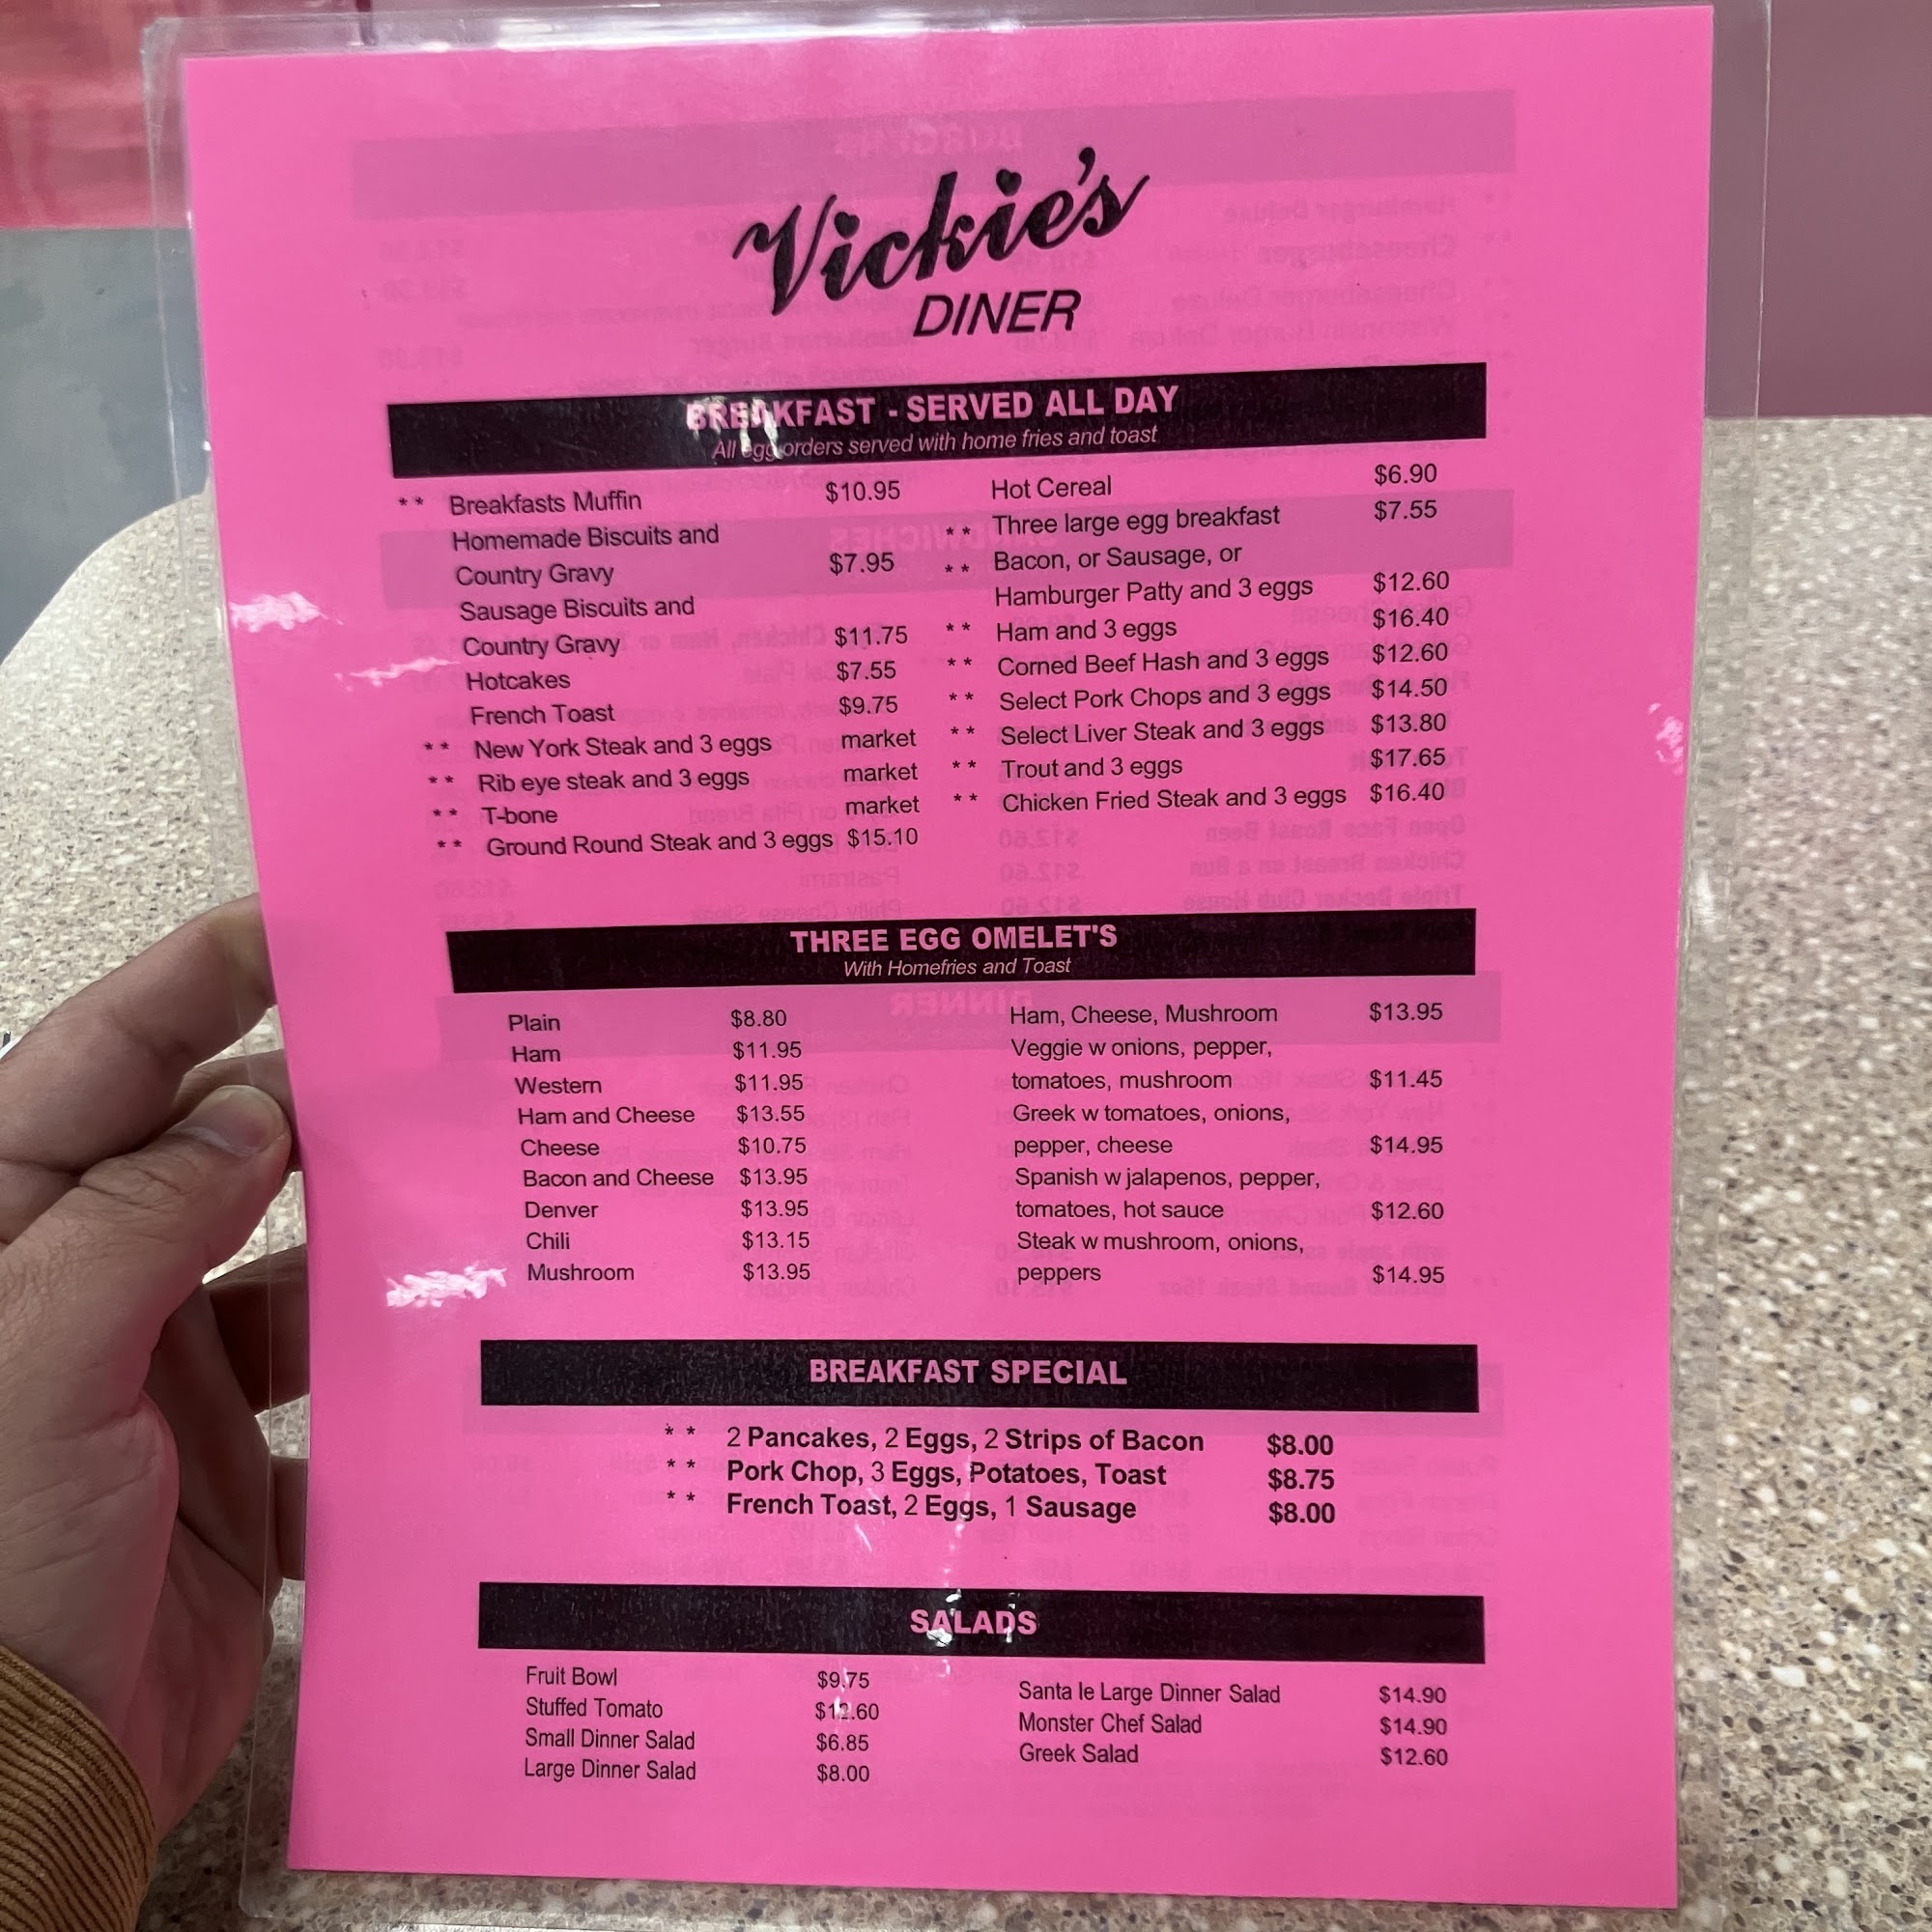 Vickie's
DINER
BREAKFAST - SERVED ALL DAY
All egg orders served with home fries and toast
** Breakfasts Muffin $10.95
Homemade Biscuits and
Country Gravy $7.95
Sausage Biscuits and
Country Gravy $11.75
Hotcakes $7.55
French Toast $9.75
** New York Steak and 3 eggs market
** Rib eye steak and 3 eggs market
** T-bone market
** Ground Round Steak and 3 eggs $15.10
Hot Cereal $6.90
** Three large egg breakfast $7.55
** Bacon, or Sausage, or
Hamburger Patty and 3 eggs $12.60
** Ham and 3 eggs $16.40
** Corned Beef Hash and 3 eggs $12.60
** Select Pork Chops and 3 eggs $14.50
** Select Liver Steak and 3 eggs $13.80
** Trout and 3 eggs $17.65
** Chicken Fried Steak and 3 eggs $16.40
THREE EGG OMELET'S
With Homefries and Toast
Plain $8.80
Ham $11.95
Western $11.95
Ham and Cheese $13.55
Cheese $10.75
Bacon and Cheese $13.95
Denver $13.95
Chili $13.15
Mushroom $13.95
Ham, Cheese, Mushroom $13.95
Veggie w onions, pepper,
tomatoes, mushroom $11.45
Greek w tomatoes, onions,
pepper, cheese $14.95
Spanish w jalapenos, pepper,
tomatoes, hot sauce $12.60
Steak w mushroom, onions,
peppers $14.95
BREAKFAST SPECIAL
** 2 Pancakes, 2 Eggs, 2 Strips of Bacon $8.00
** Pork Chop, 3 Eggs, Potatoes, Toast $8.75
** French Toast, 2 Eggs, 1 Sausage $8.00
SALADS
Fruit Bowl $9.75
Stuffed Tomato $12.60
Small Dinner Salad $6.85
Large Dinner Salad $8.00
Santa le Large Dinner Salad $14.90
Monster Chef Salad $14.90
Greek Salad $12.60